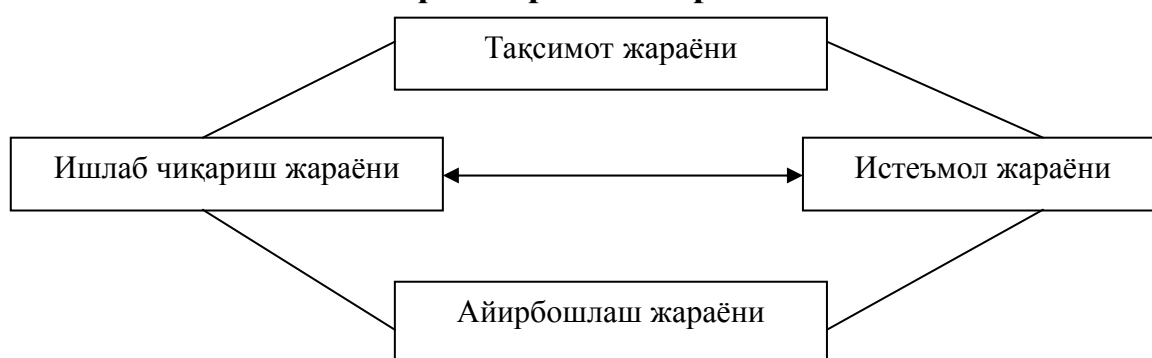 Тақсимот жараёни
Ишлаб чиқариш жараёни
Истеъмол жараёни
Айирбошлаш жараёни